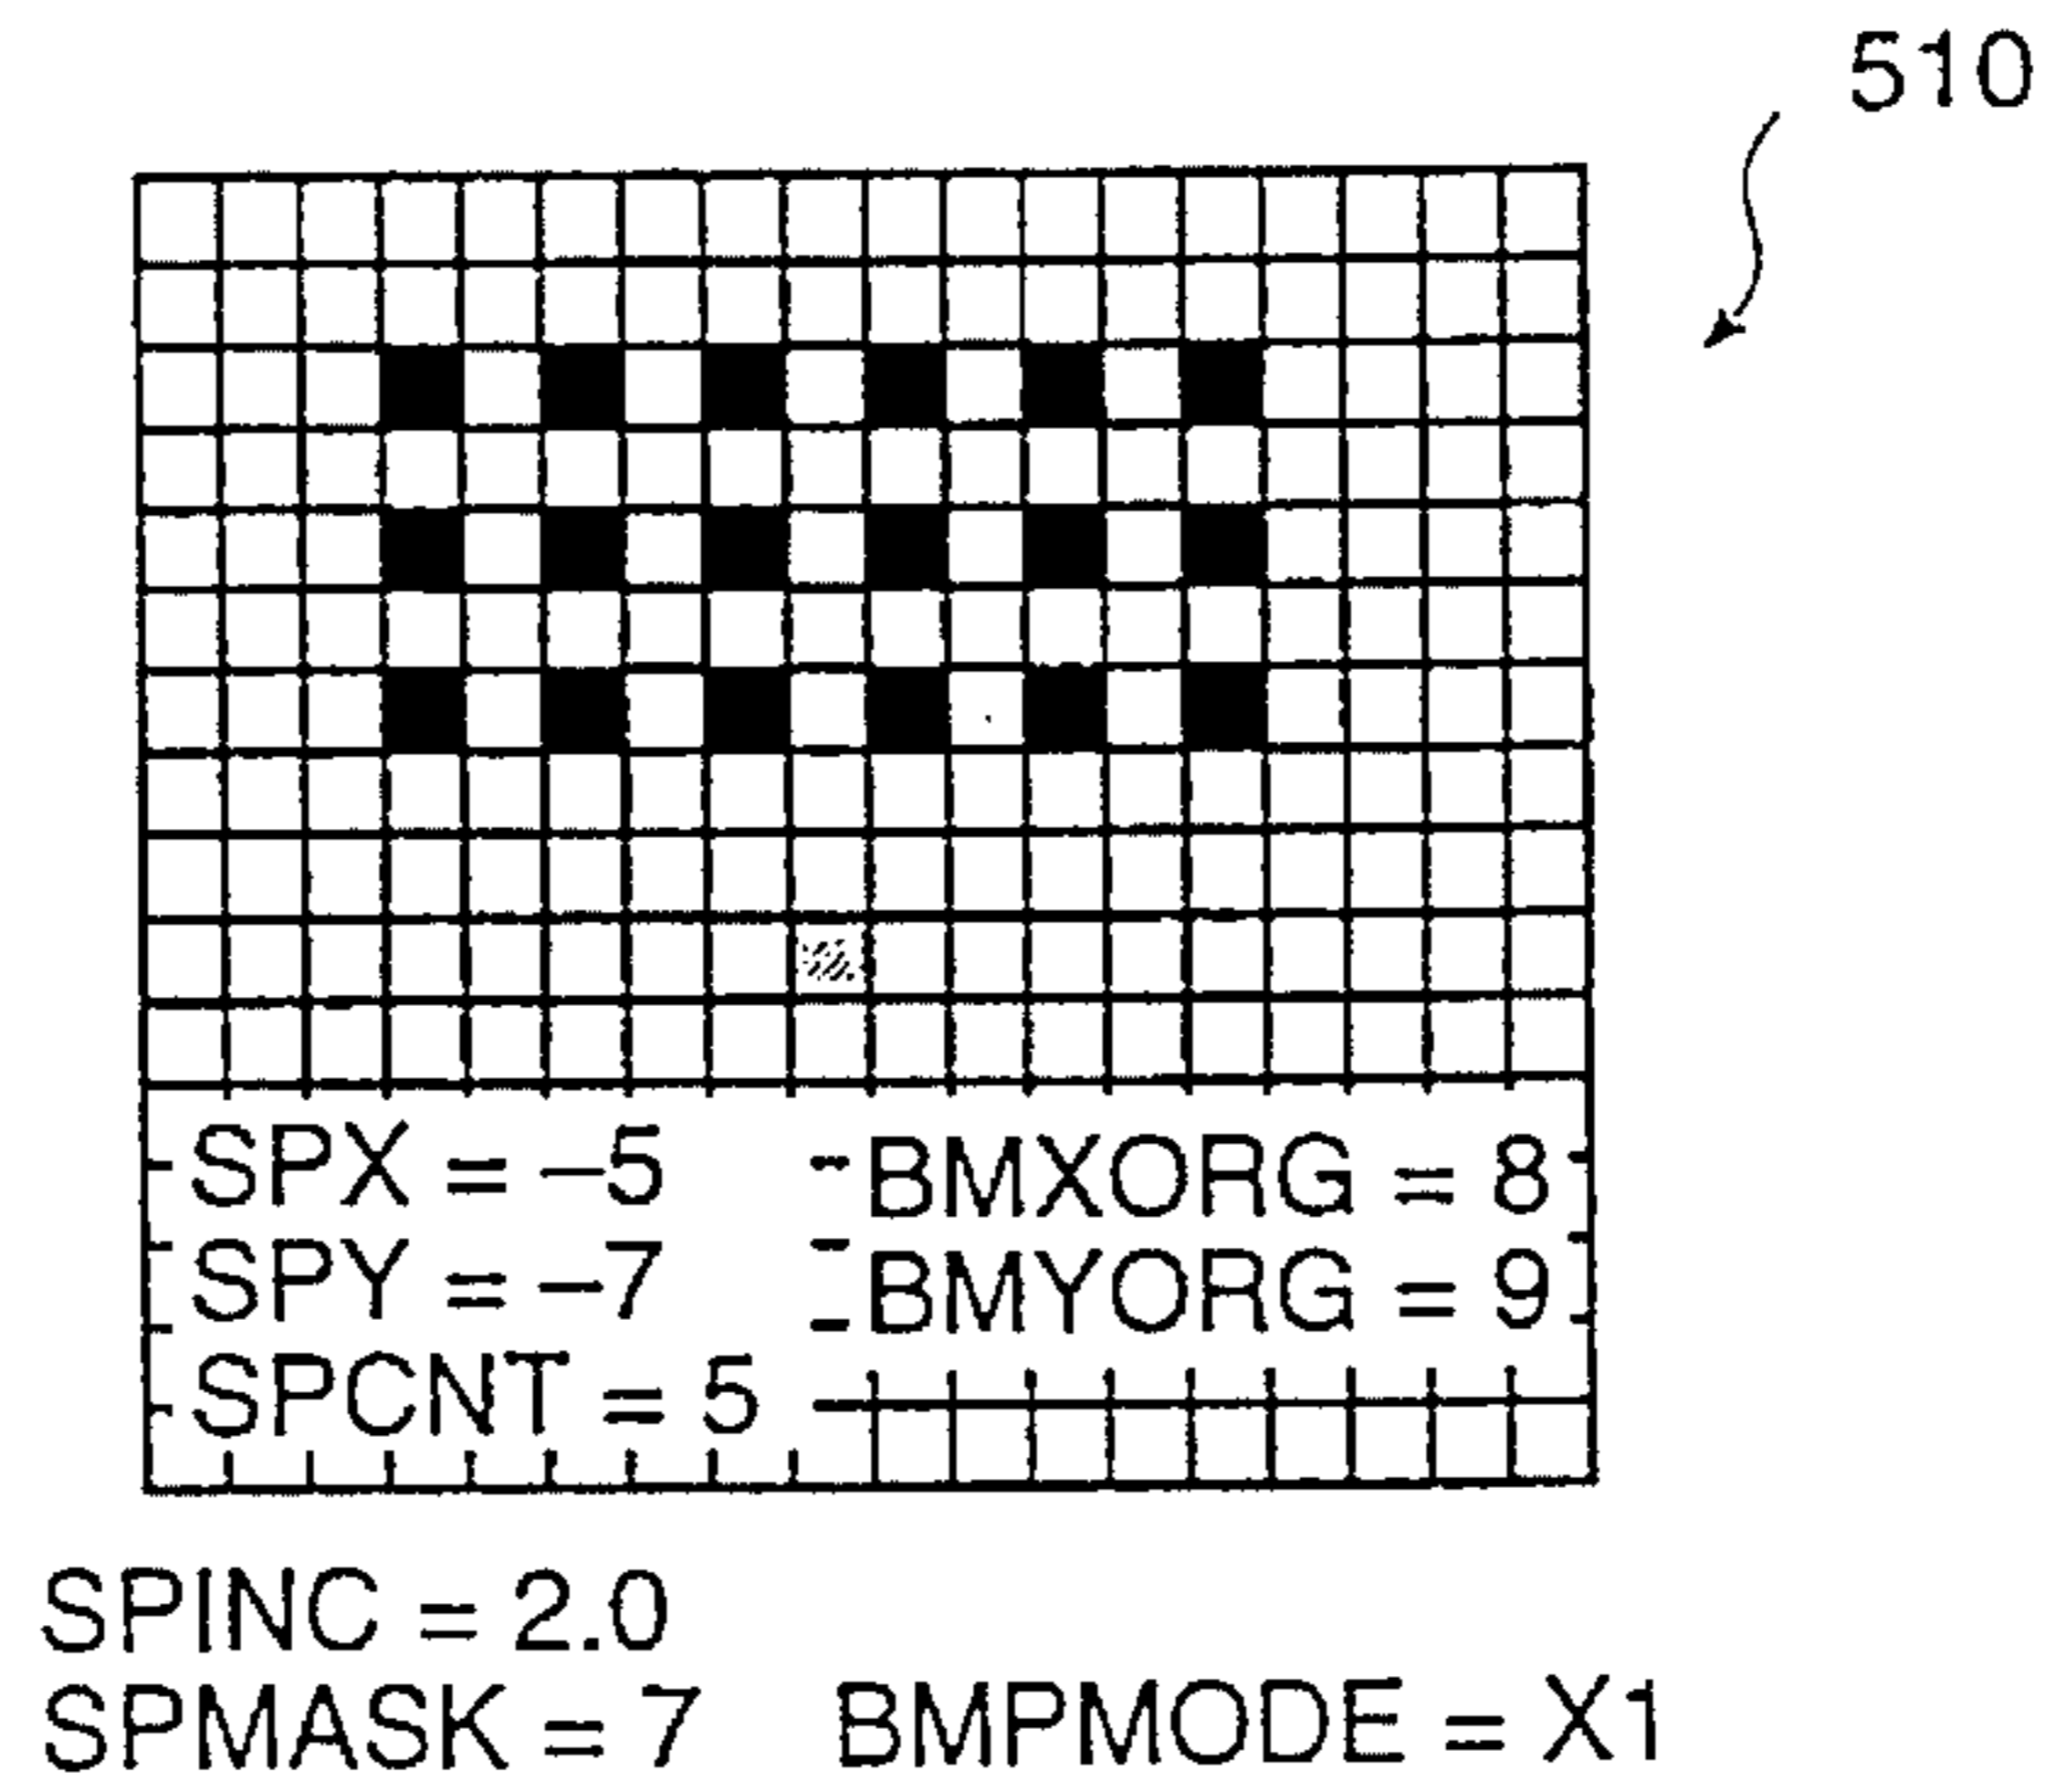 510
SPX = –5 BMXORG = 8
SPY = –7 BMYORG = 9
SPCNT = 5
SPINC = 2.0
SPMASK = 7 BMPMODE = X1